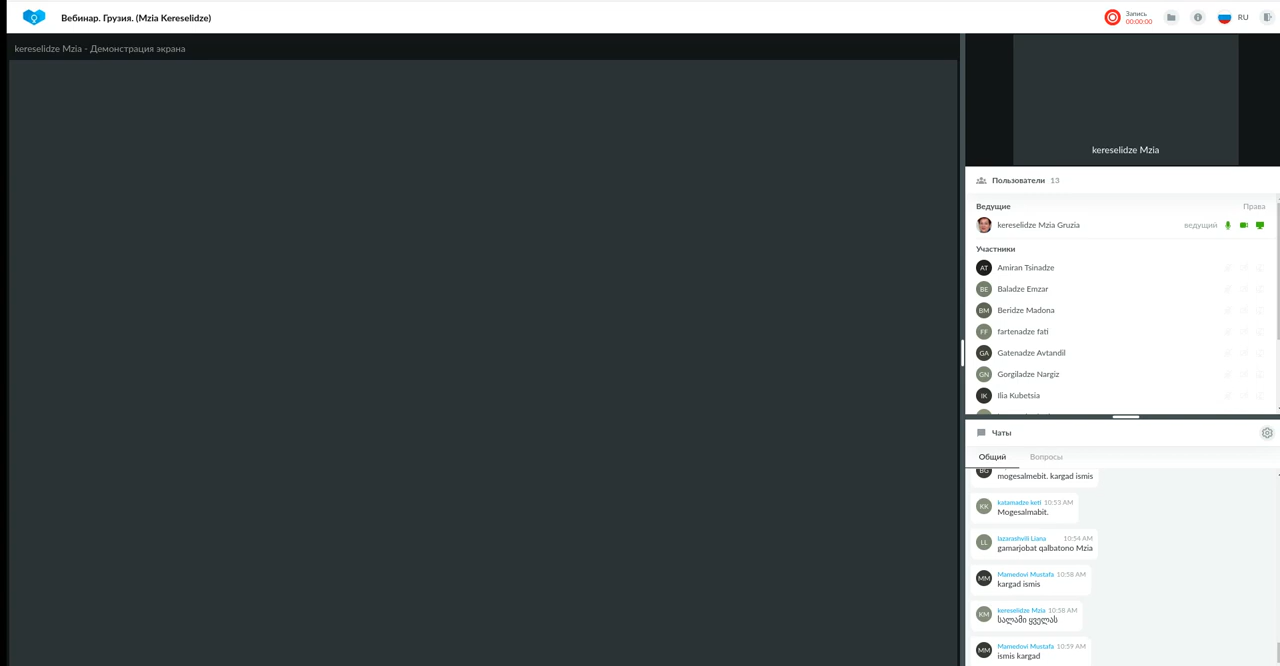 Вебинар. Грузия. (Mzia Kereselidze)
Запись
00:00:00
RU
kereselidze Mzia - Демонстрация экрана
kereselidze Mzia
Пользователи 13
Ведущие Права
kereselidze Mzia Gruzia ведущий
Участники
AT Amiran Tsinadze
BE Baladze Emzar
BM Beridze Madona
FF fartenadze fati
GA Gatenadze Avtandil
GN Gorgiladze Nargiz
IK Ilia Kubetsia
Чаты
Общий Вопросы
BG
mogesalmebit. kargad ismis
KK katamadze keti 10:53 AM
Mogesalmabit.
LL lazarashvili Liana 10:54 AM
gamarjobat qalbatono Mzia
MM Mamedovi Mustafa 10:58 AM
kargad ismis
KM kereselidze Mzia 10:58 AM
სალამი ყველას
MM Mamedovi Mustafa 10:59 AM
ismis kargad